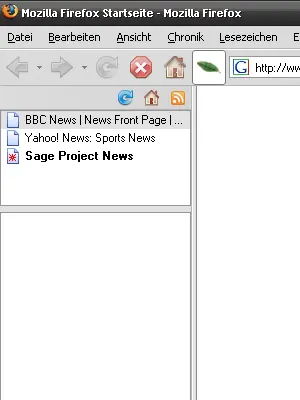 Mozilla Firefox Startseite - Mozilla Firefox
Datei Bearbeiten Ansicht Chronik Lesezeichen E
G http://ww
BBC News | News Front Page | ...
Yahoo! News: Sports News
Sage Project News